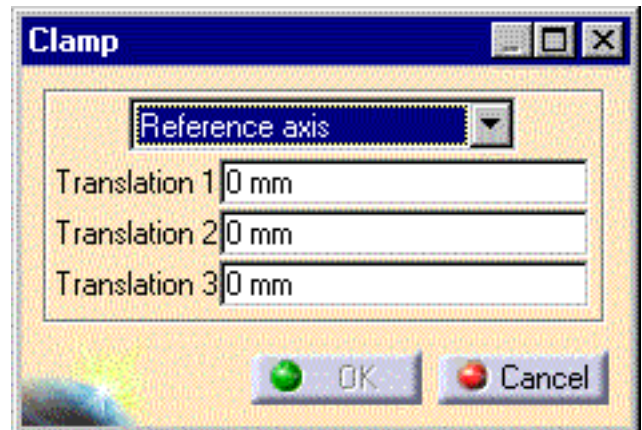 Clamp
Reference axis
Translation 1 0 mm
Translation 2 0 mm
Translation 3 0 mm
OK Cancel